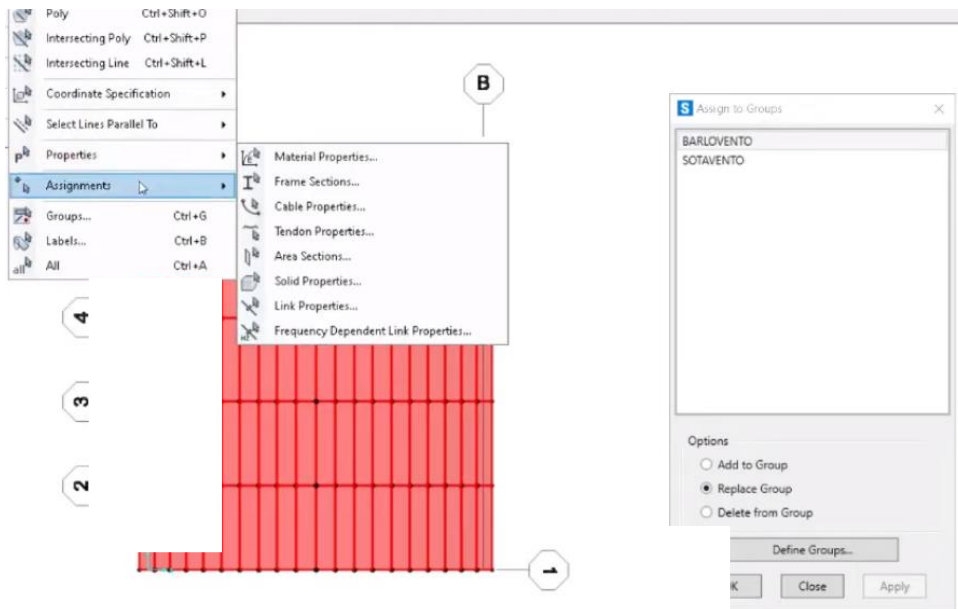 Poly Ctrl+Shift+O
Intersecting Poly Ctrl+Shift+P
Intersecting Line Ctrl+Shift+L
Coordinate Specification
Select Lines Parallel To
Properties
Assignments
Groups... Ctrl+G
Labels... Ctrl+B
all All Ctrl+A
Material Properties...
Frame Sections...
Cable Properties...
Tendon Properties...
Area Sections...
Solid Properties...
Link Properties...
Frequency Dependent Link Properties...
B
4
3
2
1
S Assign to Groups
BARLOVENTO
SOTAVENTO
Options
Add to Group
Replace Group
Delete from Group
Define Groups...
K Close Apply